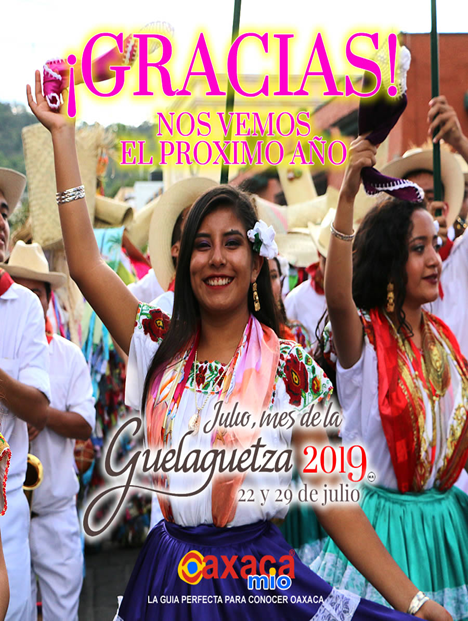 ¡GRACIAS!
NOS VEMOS
EL PROXIMO AÑO
Julio, mes de la
Guelaguetza 2019
22 y 29 de julio
Oaxaca
mio
LA GUIA PERFECTA PARA CONOCER OAXACA